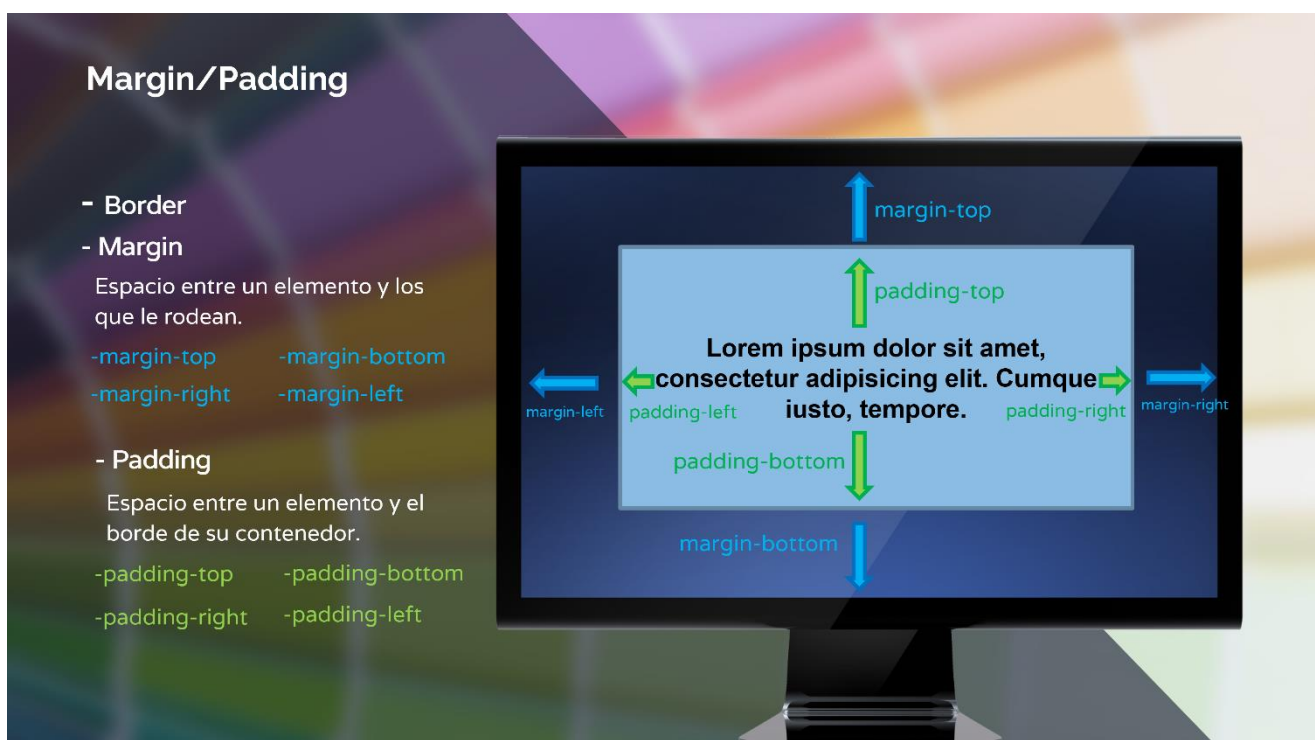 Margin/Padding
- Border
- Margin
Espacio entre un elemento y los
que le rodean.
-margin-top -margin-bottom
-margin-right -margin-left
- Padding
Espacio entre un elemento y el
borde de su contenedor.
-padding-top -padding-bottom
-padding-right -padding-left
margin-top
padding-top
Lorem ipsum dolor sit amet,
consectetur adipisicing elit. Cumque
iusto, tempore.
margin-left
padding-left
padding-right
margin-right
padding-bottom
margin-bottom